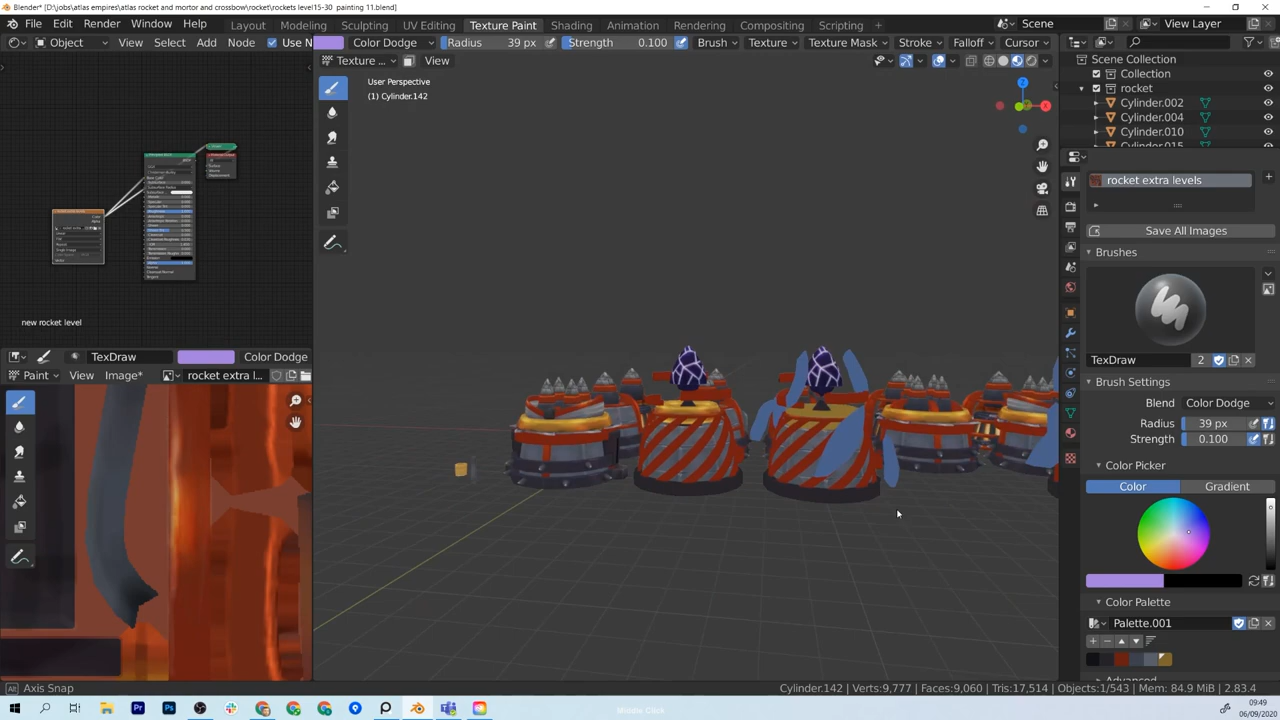 Blender* [D:\jobs\atlas empires\atlas rocket and mortor and crossbow\rocket\rockets level15-30  painting 11.blend]
File Edit Render Window Help Layout Modeling Sculpting UV Editing Texture Paint Shading Animation Rendering Compositing Scripting + Scene View Layer
Object View Select Add Node Use N Color Dodge Radius 39 px Strength 0.100 Brush Texture Texture Mask Stroke Falloff Cursor
Texture ... View
User Perspective
(1) Cylinder.142
Scene Collection
Collection
rocket
Cylinder.002
Cylinder.004
Cylinder.010
Cylinder.015
rocket extra levels
Save All Images
Brushes
TexDraw 2
Brush Settings
Blend Color Dodge
Radius 39 px
Strength 0.100
Color Picker
Color Gradient
Color Palette
Palette.001
Advanced
new rocket level
TexDraw Color Dodge
Paint View Image* rocket extra l...
Axis Snap Cylinder.142 | Verts:9,777 | Faces:9,060 | Tris:17,514 | Objects:1/543 | Mem: 84.9 MiB | 2.83.4
Middle Click
09:49
06/09/2020